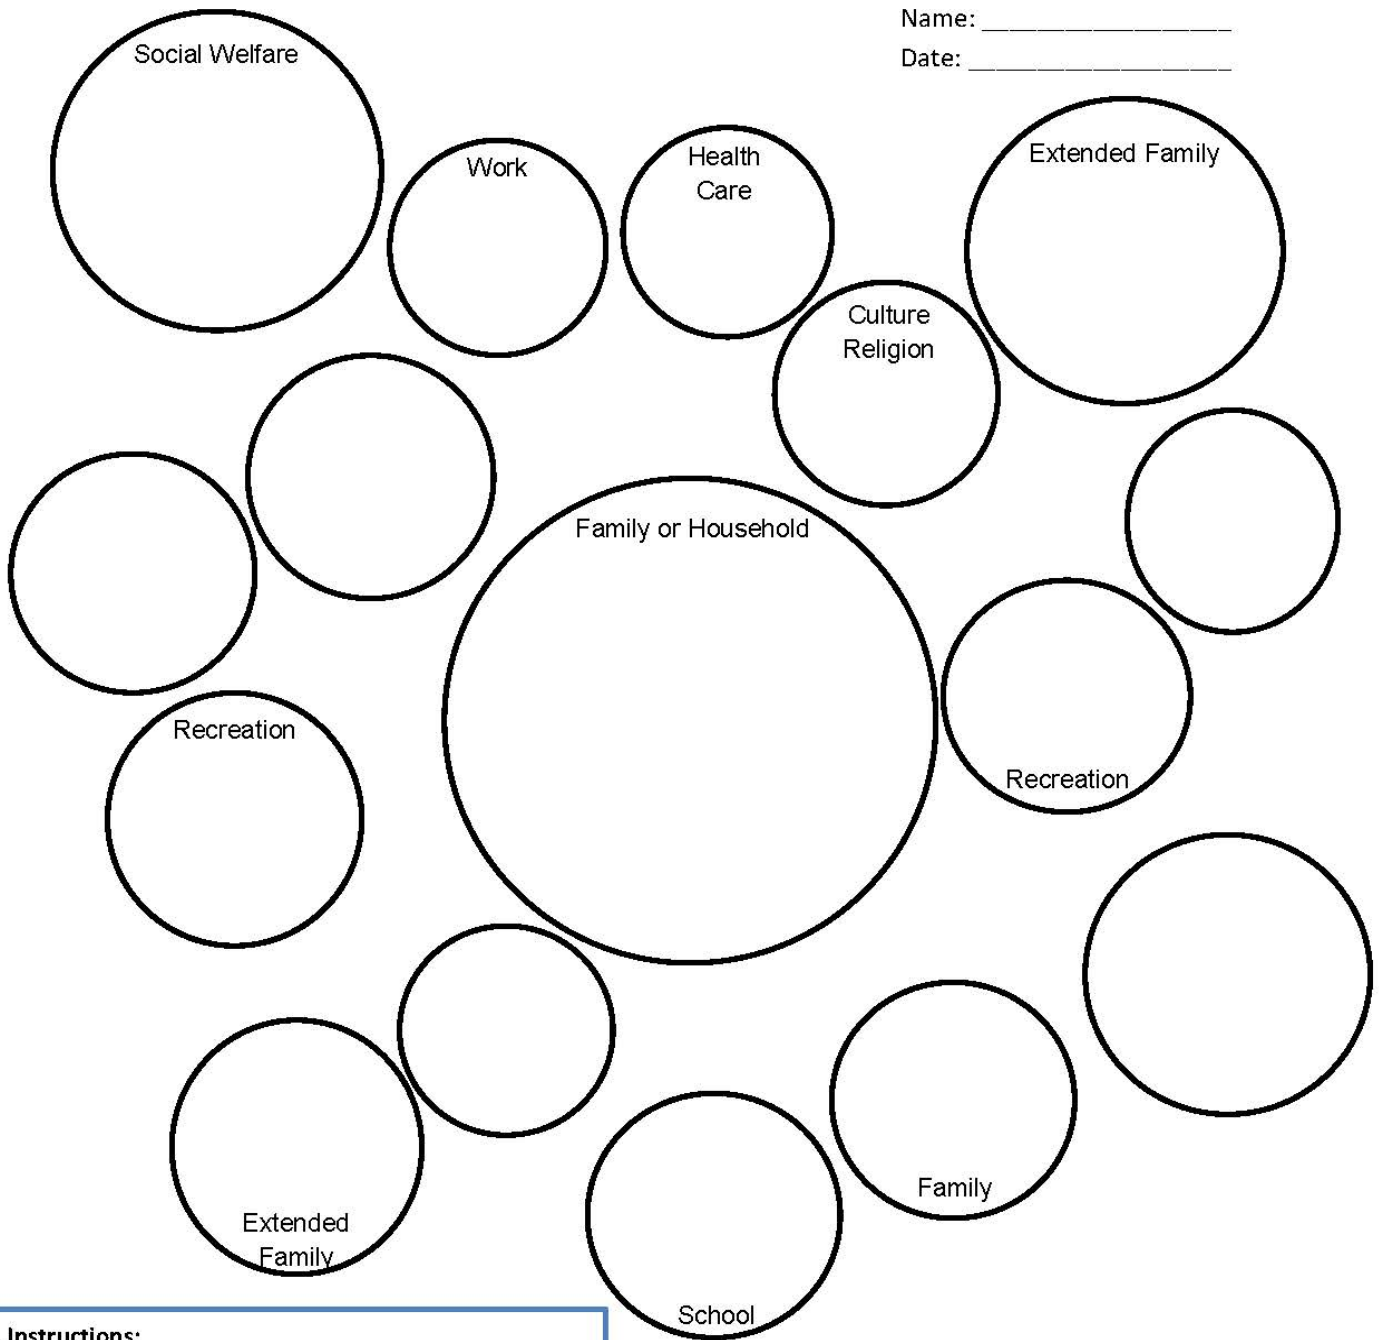 Name: ___________________
Date: ____________________
Social Welfare
Work
Health
Care
Extended Family
Culture
Religion
Family or Household
Recreation
Recreation
Family
Extended
Family
School
Instructions: